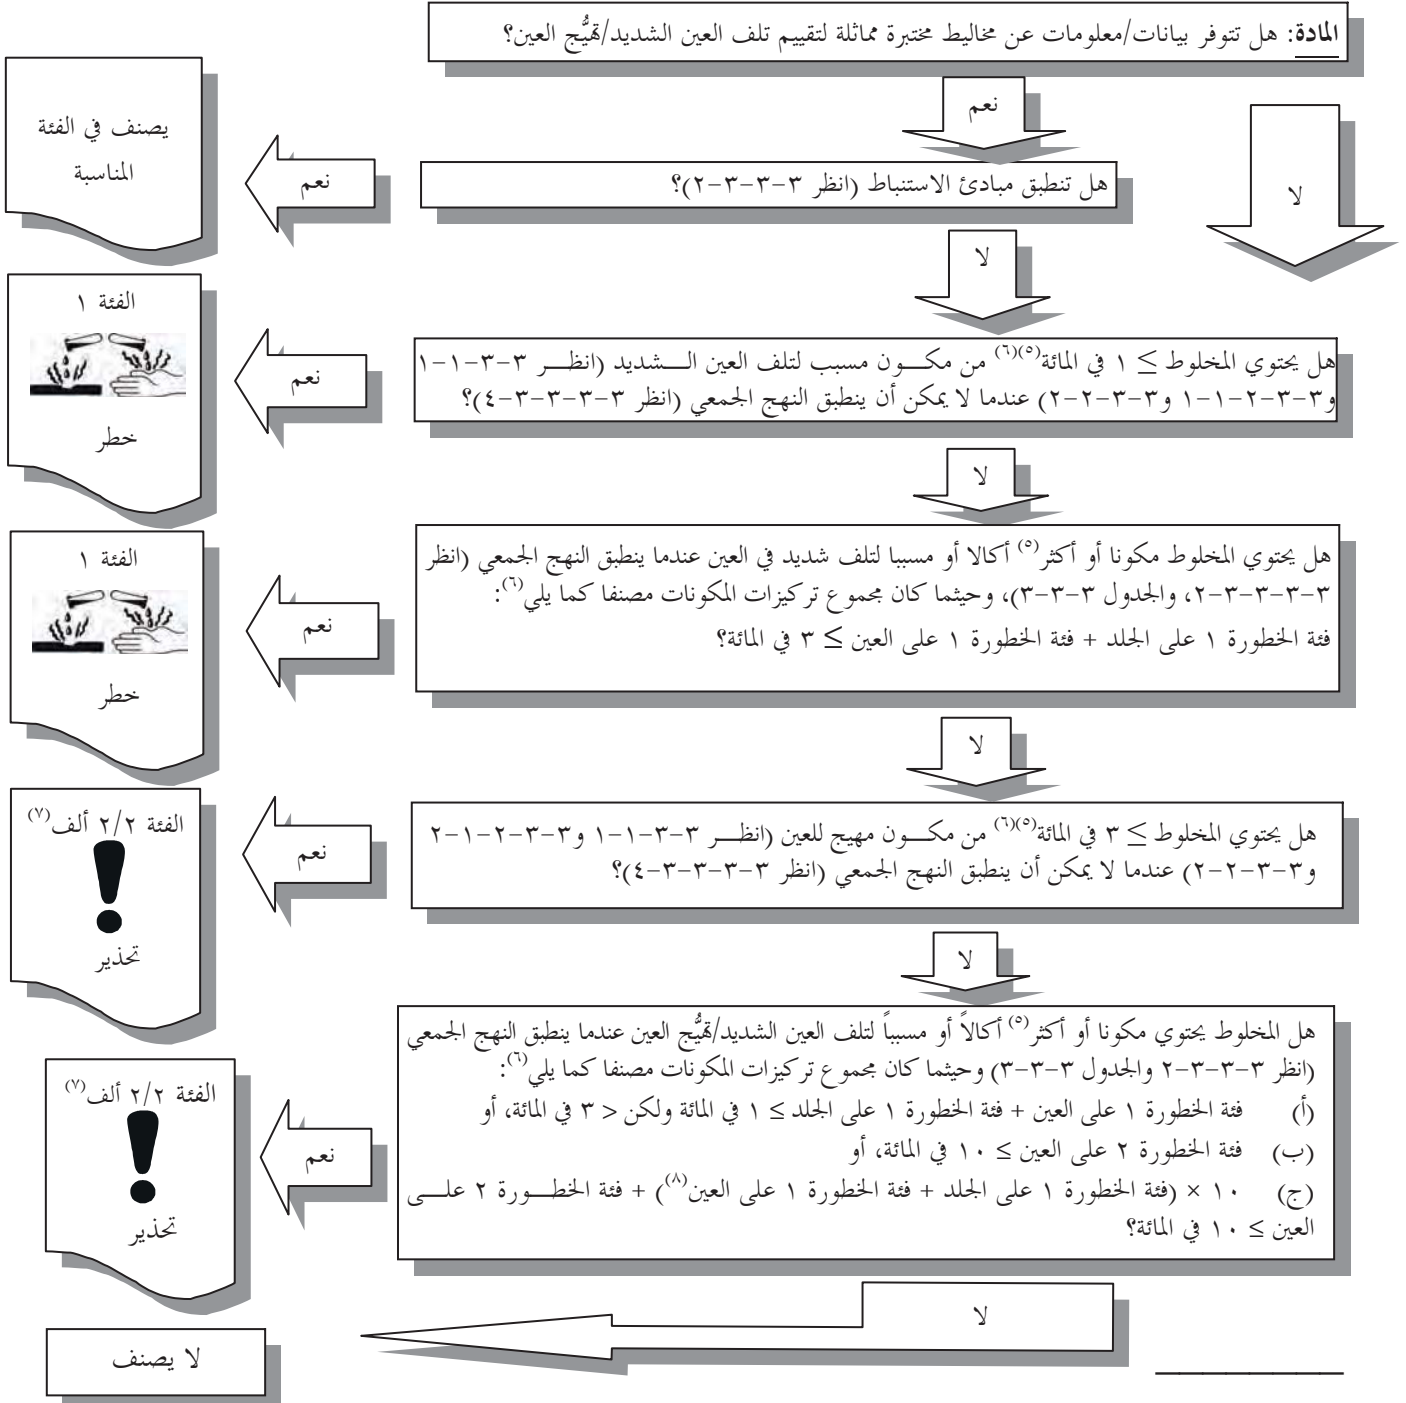 المادة: هل تتوفر بيانات/معلومات عن مخاليط مختبرة مماثلة لتقييم تلف العين الشديد/تهيُّج العين؟
نعم
لا
هل تنطبق مبادئ الاستنباط (انظر ٣-٣-٣-٢)؟
نعم
يصنف في الفئة
المناسبة
لا
هل يحتوي المخلوط ≥ ١ في المائة(٥)(٦) من مكـــون مسبب لتلف العين الـــشديد (انظـــر ٣-٣-١-١
و٣-٣-٢-١-١ و٣-٣-٢-٢) عندما لا يمكن أن ينطبق النهج الجمعي (انظر ٣-٣-٣-٣-٤)؟
نعم
الفئة ١
خطر
لا
هل يحتوي المخلوط مكونا أو أكثر(٥) أكالا أو مسببا لتلف شديد في العين عندما ينطبق النهج الجمعي (انظر
٣-٣-٣-٣-٢، والجدول ٣-٣-٣)، وحيثما كان مجموع تركيزات المكونات مصنفا كما يلي(٦):
فئة الخطورة ١ على الجلد + فئة الخطورة ١ على العين ≥ ٣ في المائة؟
نعم
الفئة ١
خطر
لا
هل يحتوي المخلوط ≥ ٣ في المائة(٥)(٦) من مكـــون مهيج للعين (انظـــر ٣-٣-١-١ و٣-٣-٢-١-٢
و٣-٣-٢-٢) عندما لا يمكن أن ينطبق النهج الجمعي (انظر ٣-٣-٣-٣-٤)؟
نعم
الفئة ٢/٢ ألف(٧)
تحذير
لا
هل المخلوط يحتوي مكونا أو أكثر(٥) أكالاً أو مسبباً لتلف العين الشديد/تهيُّج العين عندما ينطبق النهج الجمعي
(انظر ٣-٣-٣-٢ والجدول ٣-٣-٣) وحيثما كان مجموع تركيزات المكونات مصنفا كما يلي(٦):
(أ) فئة الخطورة ١ على العين + فئة الخطورة ١ على الجلد ≥ ١ في المائة ولكن < ٣ في المائة، أو
(ب) فئة الخطورة ٢ على العين ≥ ١٠ في المائة، أو
(ج) ١٠ × (فئة الخطورة ١ على الجلد + فئة الخطورة ١ على العين(٨)) + فئة الخطـــورة ٢ علـــى
العين ≥ ١٠ في المائة؟
نعم
الفئة ٢/٢ ألف(٧)
تحذير
لا
لا يصنف